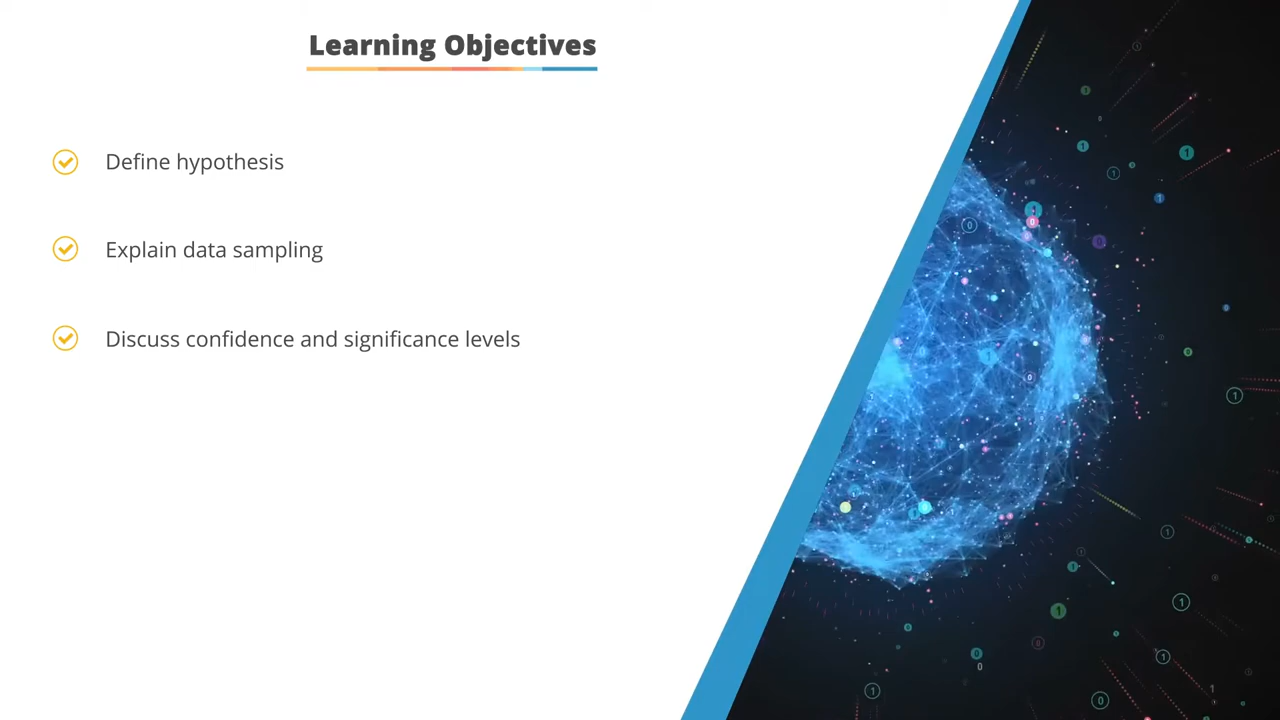 Learning Objectives
Define hypothesis
Explain data sampling
Discuss confidence and significance levels